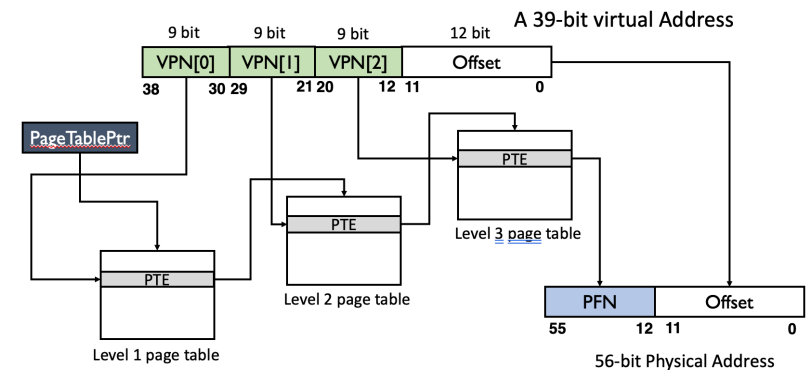 A 39-bit virtual Address
9 bit 9 bit 9 bit 12 bit
VPN[0] VPN[1] VPN[2] Offset
38 30 29 21 20 12 11 0
PageTablePtr
PTE
Level 3 page table
PTE
Level 2 page table
PTE
Level 1 page table
PFN Offset
55 12 11 0
56-bit Physical Address